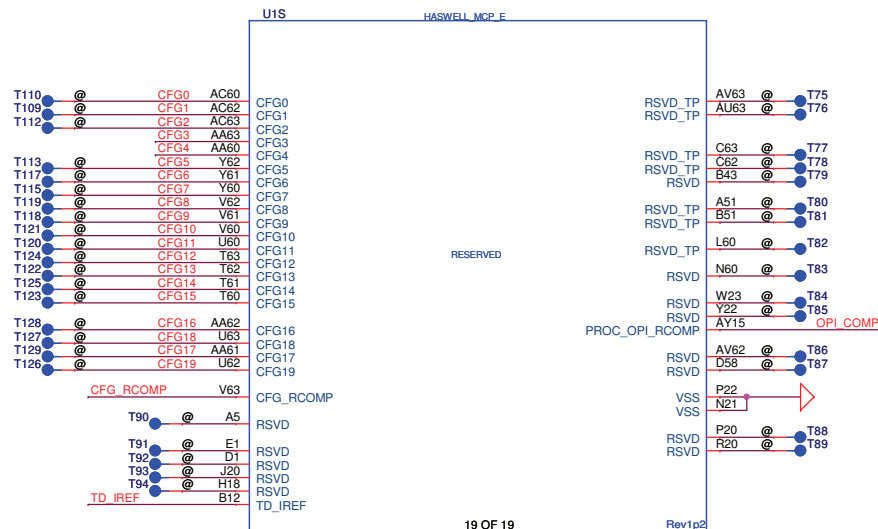 U1S HASWELL_MCP_E
T110 @ CFG0 AC60 CFG0 RSVD_TP AV63 @ T75
T109 @ CFG1 AC62 CFG1 RSVD_TP AU63 @ T76
T112 @ CFG2 AC63 CFG2
CFG3 AA63 CFG3
CFG4 AA60 CFG4 RSVD_TP C63 @ T77
T113 @ CFG5 Y62 CFG5 RSVD_TP C62 @ T78
T117 @ CFG6 Y61 CFG6 RSVD B43 @ T79
T115 @ CFG7 Y60 CFG7
T119 @ CFG8 V62 CFG8 RSVD_TP A51 @ T80
T118 @ CFG9 V61 CFG9 RSVD_TP B51 @ T81
T121 @ CFG10 V60 CFG10
T120 @ CFG11 U60 CFG11 RESERVED RSVD_TP L60 @ T82
T124 @ CFG12 T63 CFG12
T122 @ CFG13 T62 CFG13 RSVD N60 @ T83
T125 @ CFG14 T61 CFG14
T123 @ CFG15 T60 CFG15 RSVD W23 @ T84
RSVD Y22 @ T85
T128 @ CFG16 AA62 CFG16 PROC_OPI_RCOMP AY15 OPI_COMP
T127 @ CFG18 U63 CFG18
T129 @ CFG17 AA61 CFG17 RSVD AV62 @ T86
T126 @ CFG19 U62 CFG19 RSVD D58 @ T87
CFG_RCOMP V63 CFG_RCOMP VSS P22
VSS N21
T90 @ A5 RSVD
RSVD P20 @ T88
T91 @ E1 RSVD RSVD R20 @ T89
T92 @ D1 RSVD
T93 @ J20 RSVD
T94 @ H18 RSVD
TD_IREF B12 TD_IREF
19 OF 19 Rev1p2